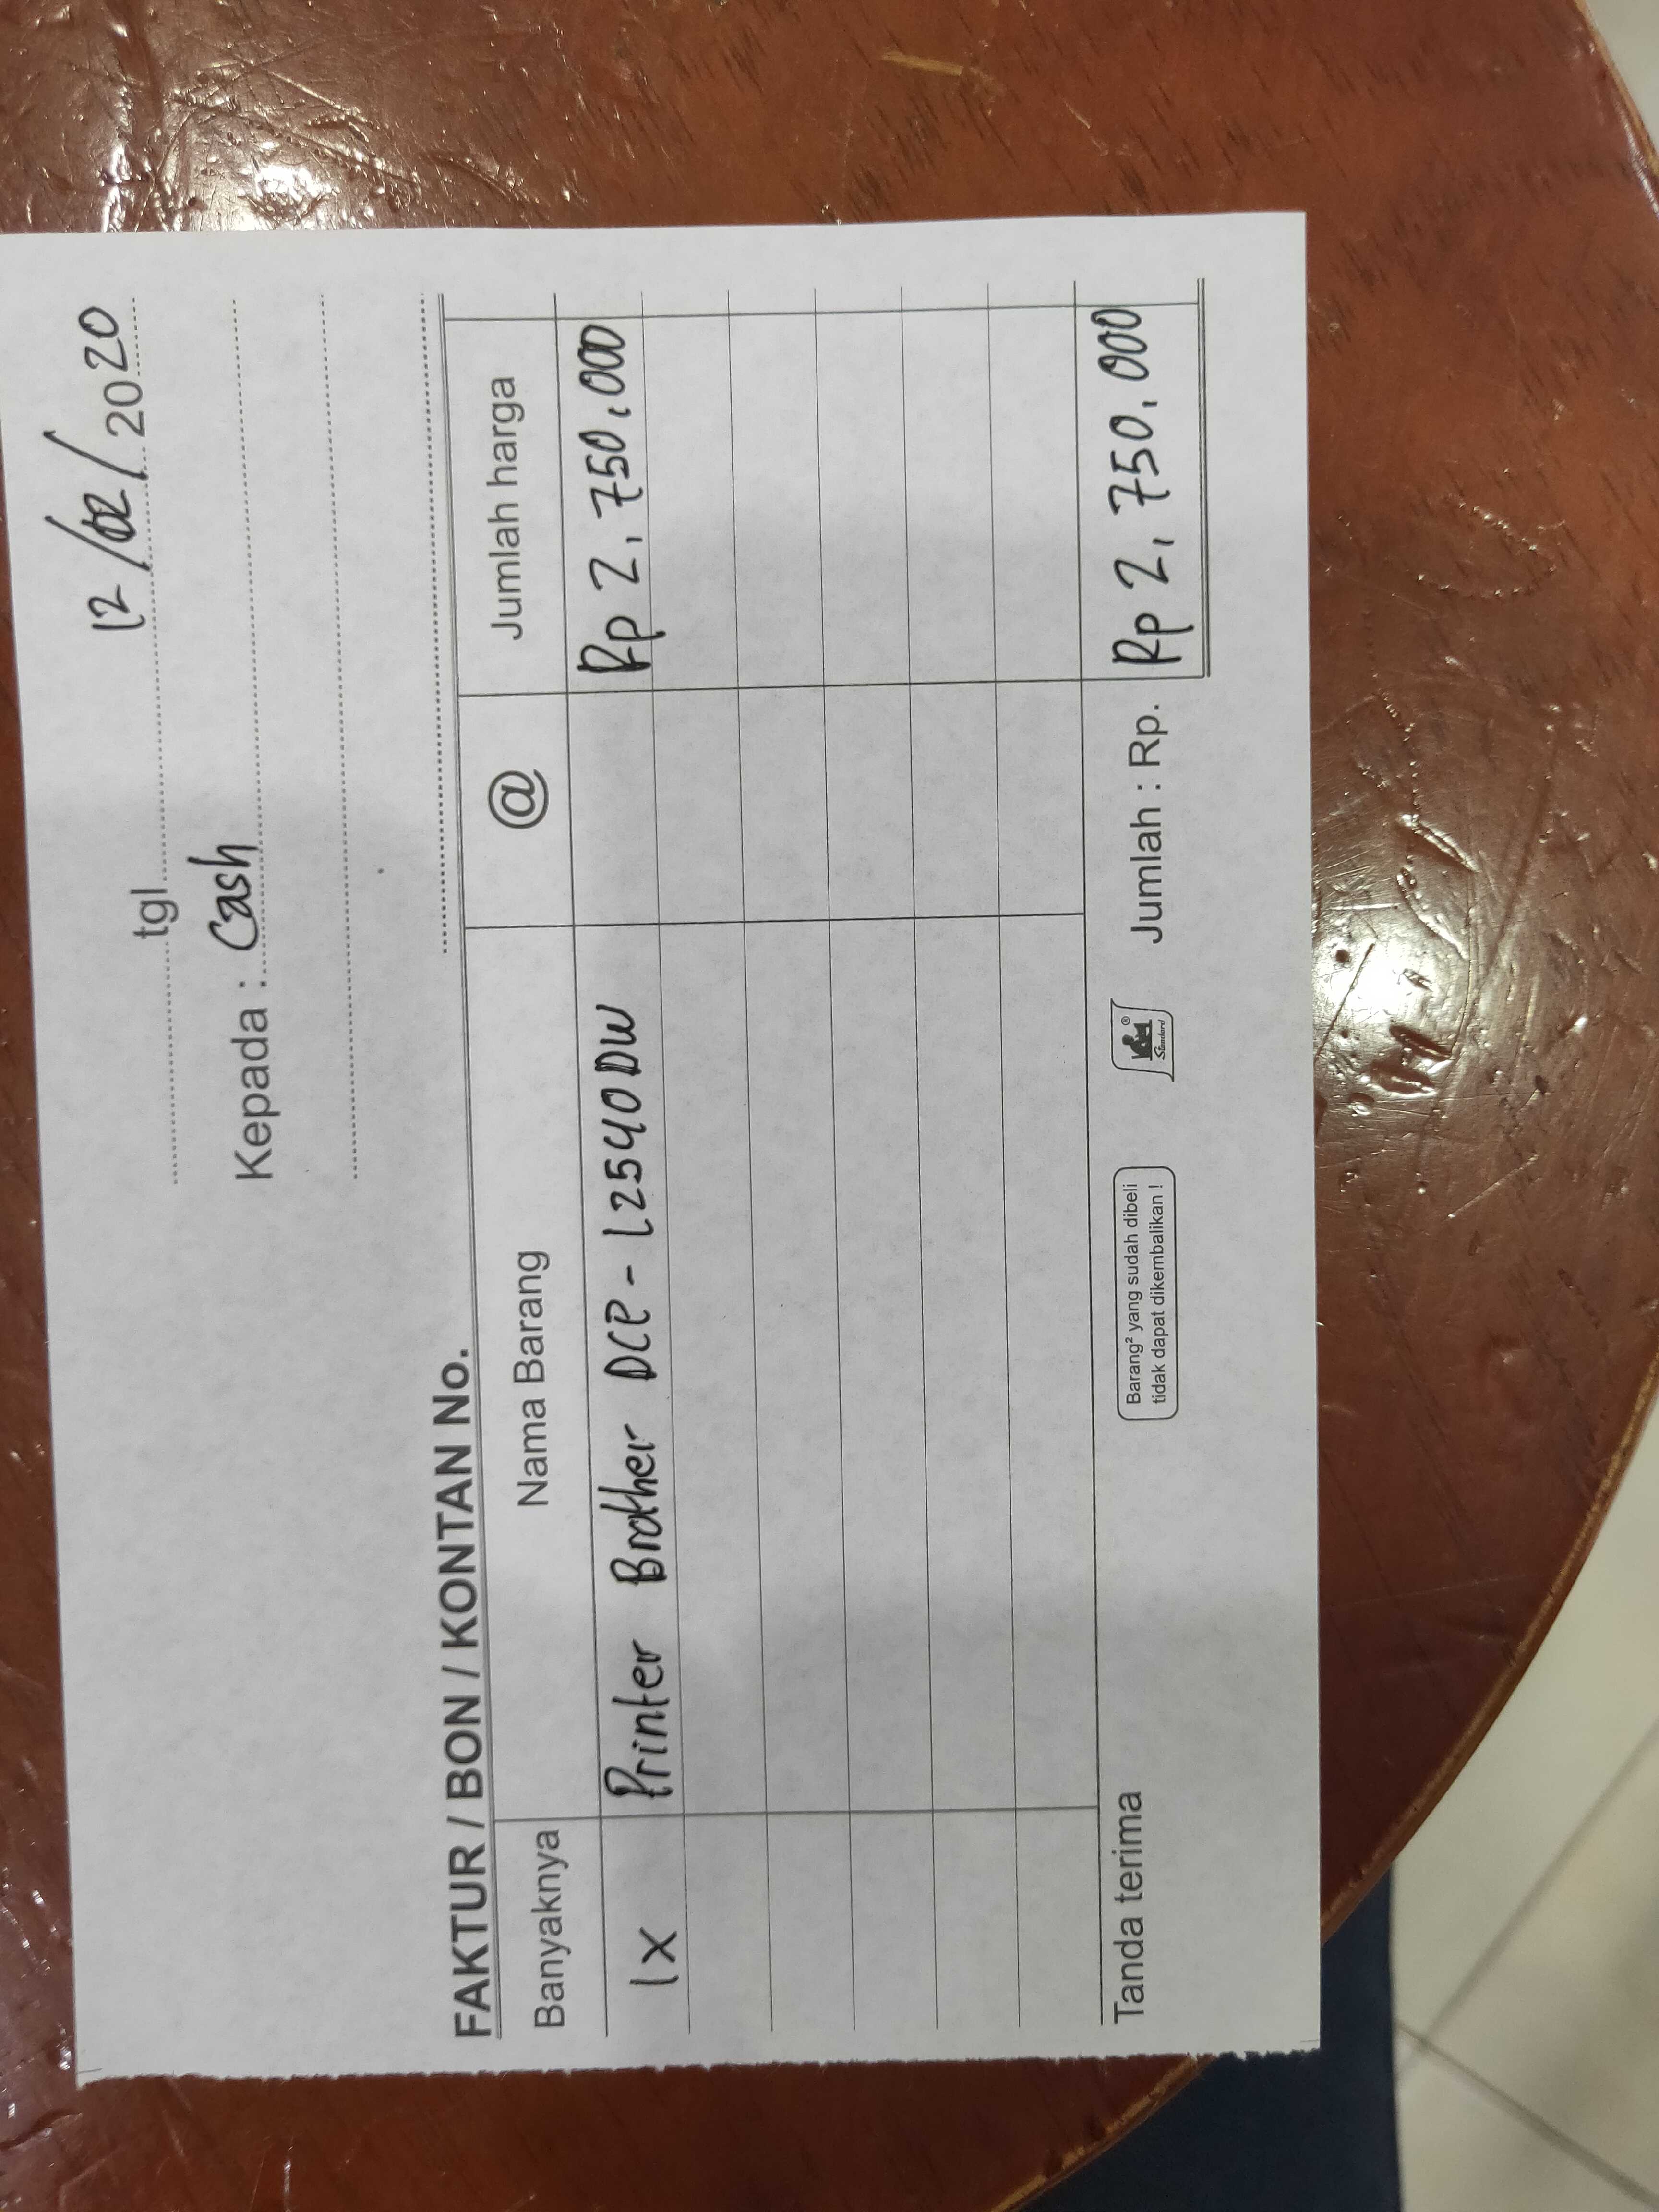 tgl 12/02/2020
Kepada : Cash
FAKTUR / BON / KONTAN No.
Banyaknya Nama Barang @ Jumlah harga
1x Printer Brother DCP - L2540DW Rp 2,750,000
Tanda terima
Barang² yang sudah dibeli
tidak dapat dikembalikan !
Standard
Jumlah : Rp. Rp 2,750,000